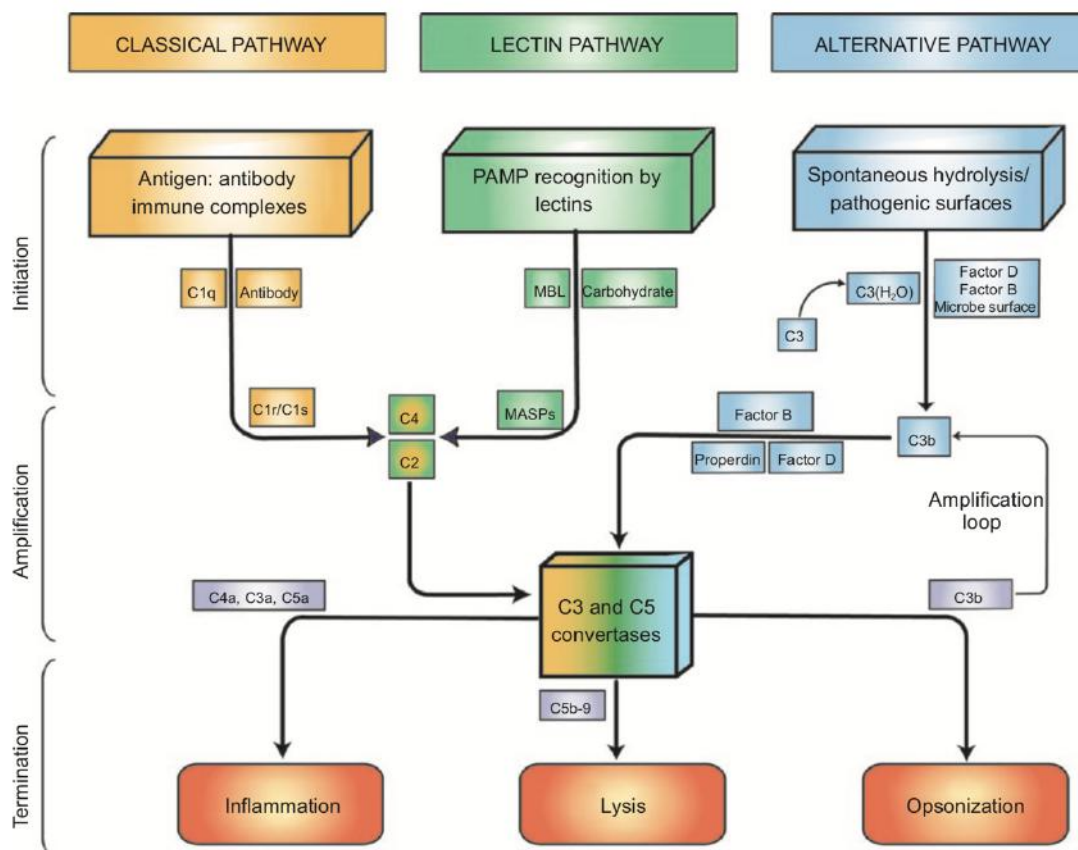 CLASSICAL PATHWAY
LECTIN PATHWAY
ALTERNATIVE PATHWAY
Initiation
Antigen: antibody
immune complexes
PAMP recognition by
lectins
Spontaneous hydrolysis/
pathogenic surfaces
C1q
Antibody
MBL
Carbohydrate
C3(H₂O)
Factor D
Factor B
Microbe surface
C3
C1r/C1s
C4
C2
MASPs
Factor B
Properdin
Factor D
C3b
Amplification
Amplification
loop
C4a, C3a, C5a
C3 and C5
convertases
C3b
C5b-9
Termination
Inflammation
Lysis
Opsonization